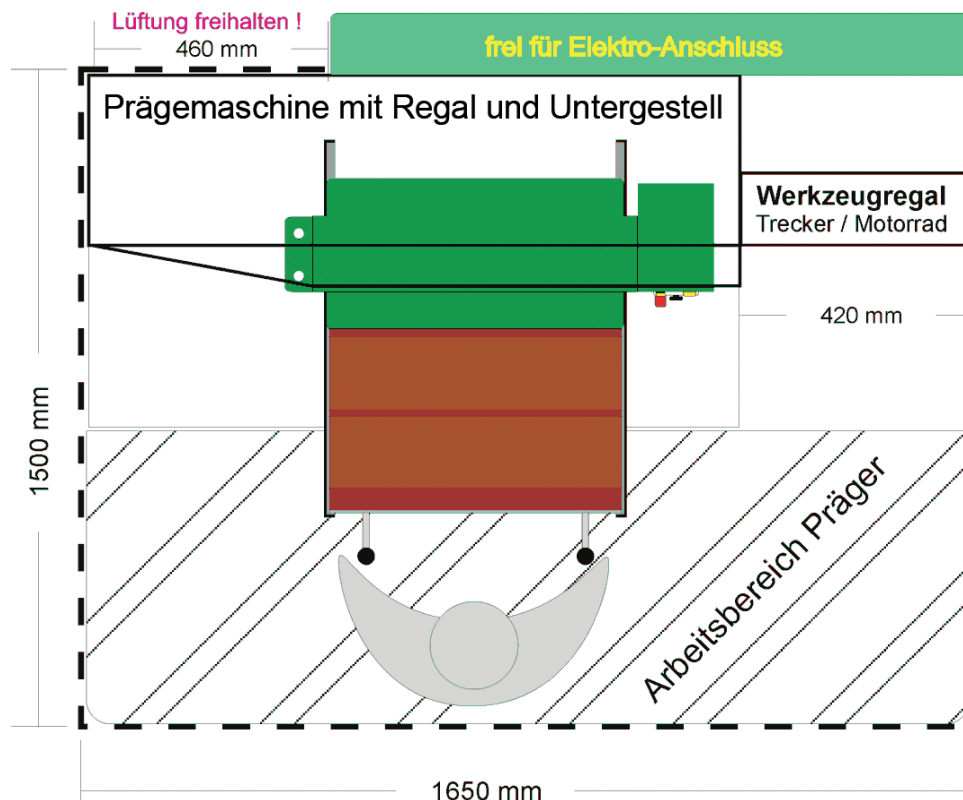 Lüftung freihalten !
460 mm
frei für Elektro-Anschluss
Prägemaschine mit Regal und Untergestell
Werkzeugregal
Trecker / Motorrad
420 mm
1500 mm
Arbeitsbereich Präger
1650 mm